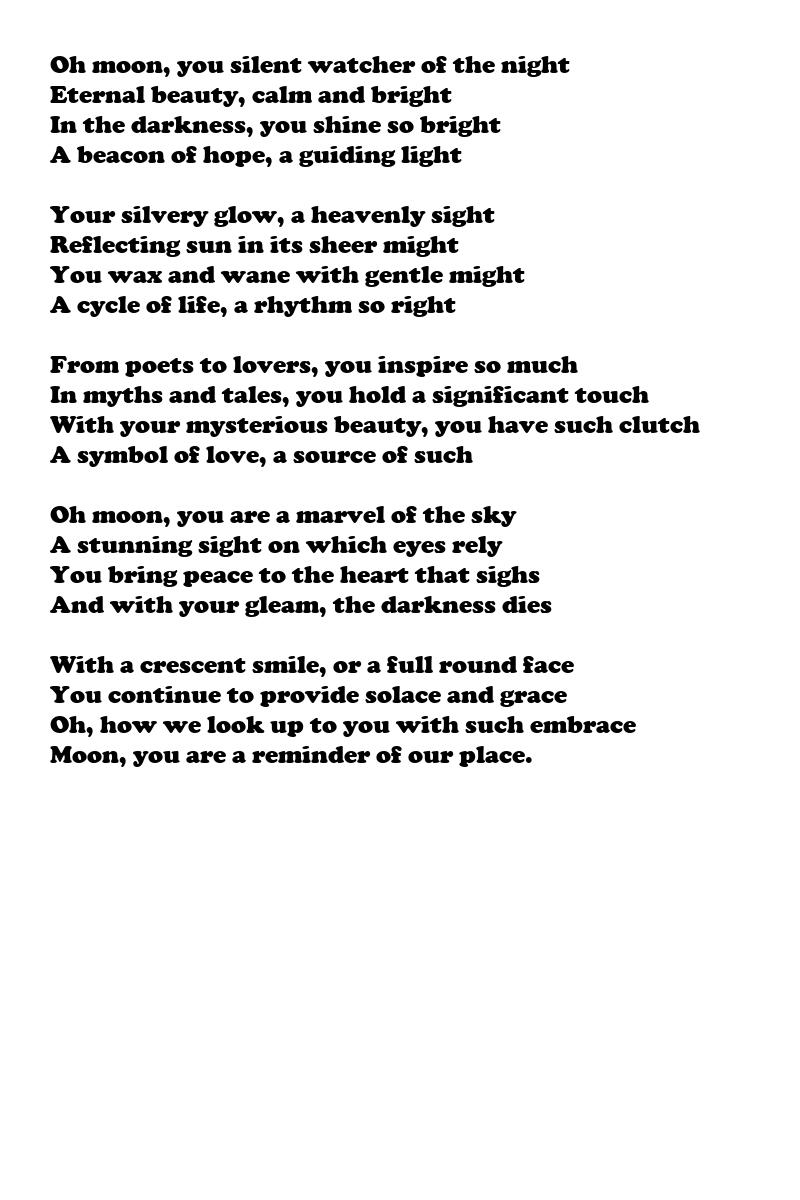 Oh moon, you silent watcher of the night
Eternal beauty, calm and bright
In the darkness, you shine so bright
A beacon of hope, a guiding light

Your silvery glow, a heavenly sight
Reflecting sun in its sheer might
You wax and wane with gentle might
A cycle of life, a rhythm so right

From poets to lovers, you inspire so much
In myths and tales, you hold a significant touch
With your mysterious beauty, you have such clutch
A symbol of love, a source of such

Oh moon, you are a marvel of the sky
A stunning sight on which eyes rely
You bring peace to the heart that sighs
And with your gleam, the darkness dies

With a crescent smile, or a full round face
You continue to provide solace and grace
Oh, how we look up to you with such embrace
Moon, you are a reminder of our place.